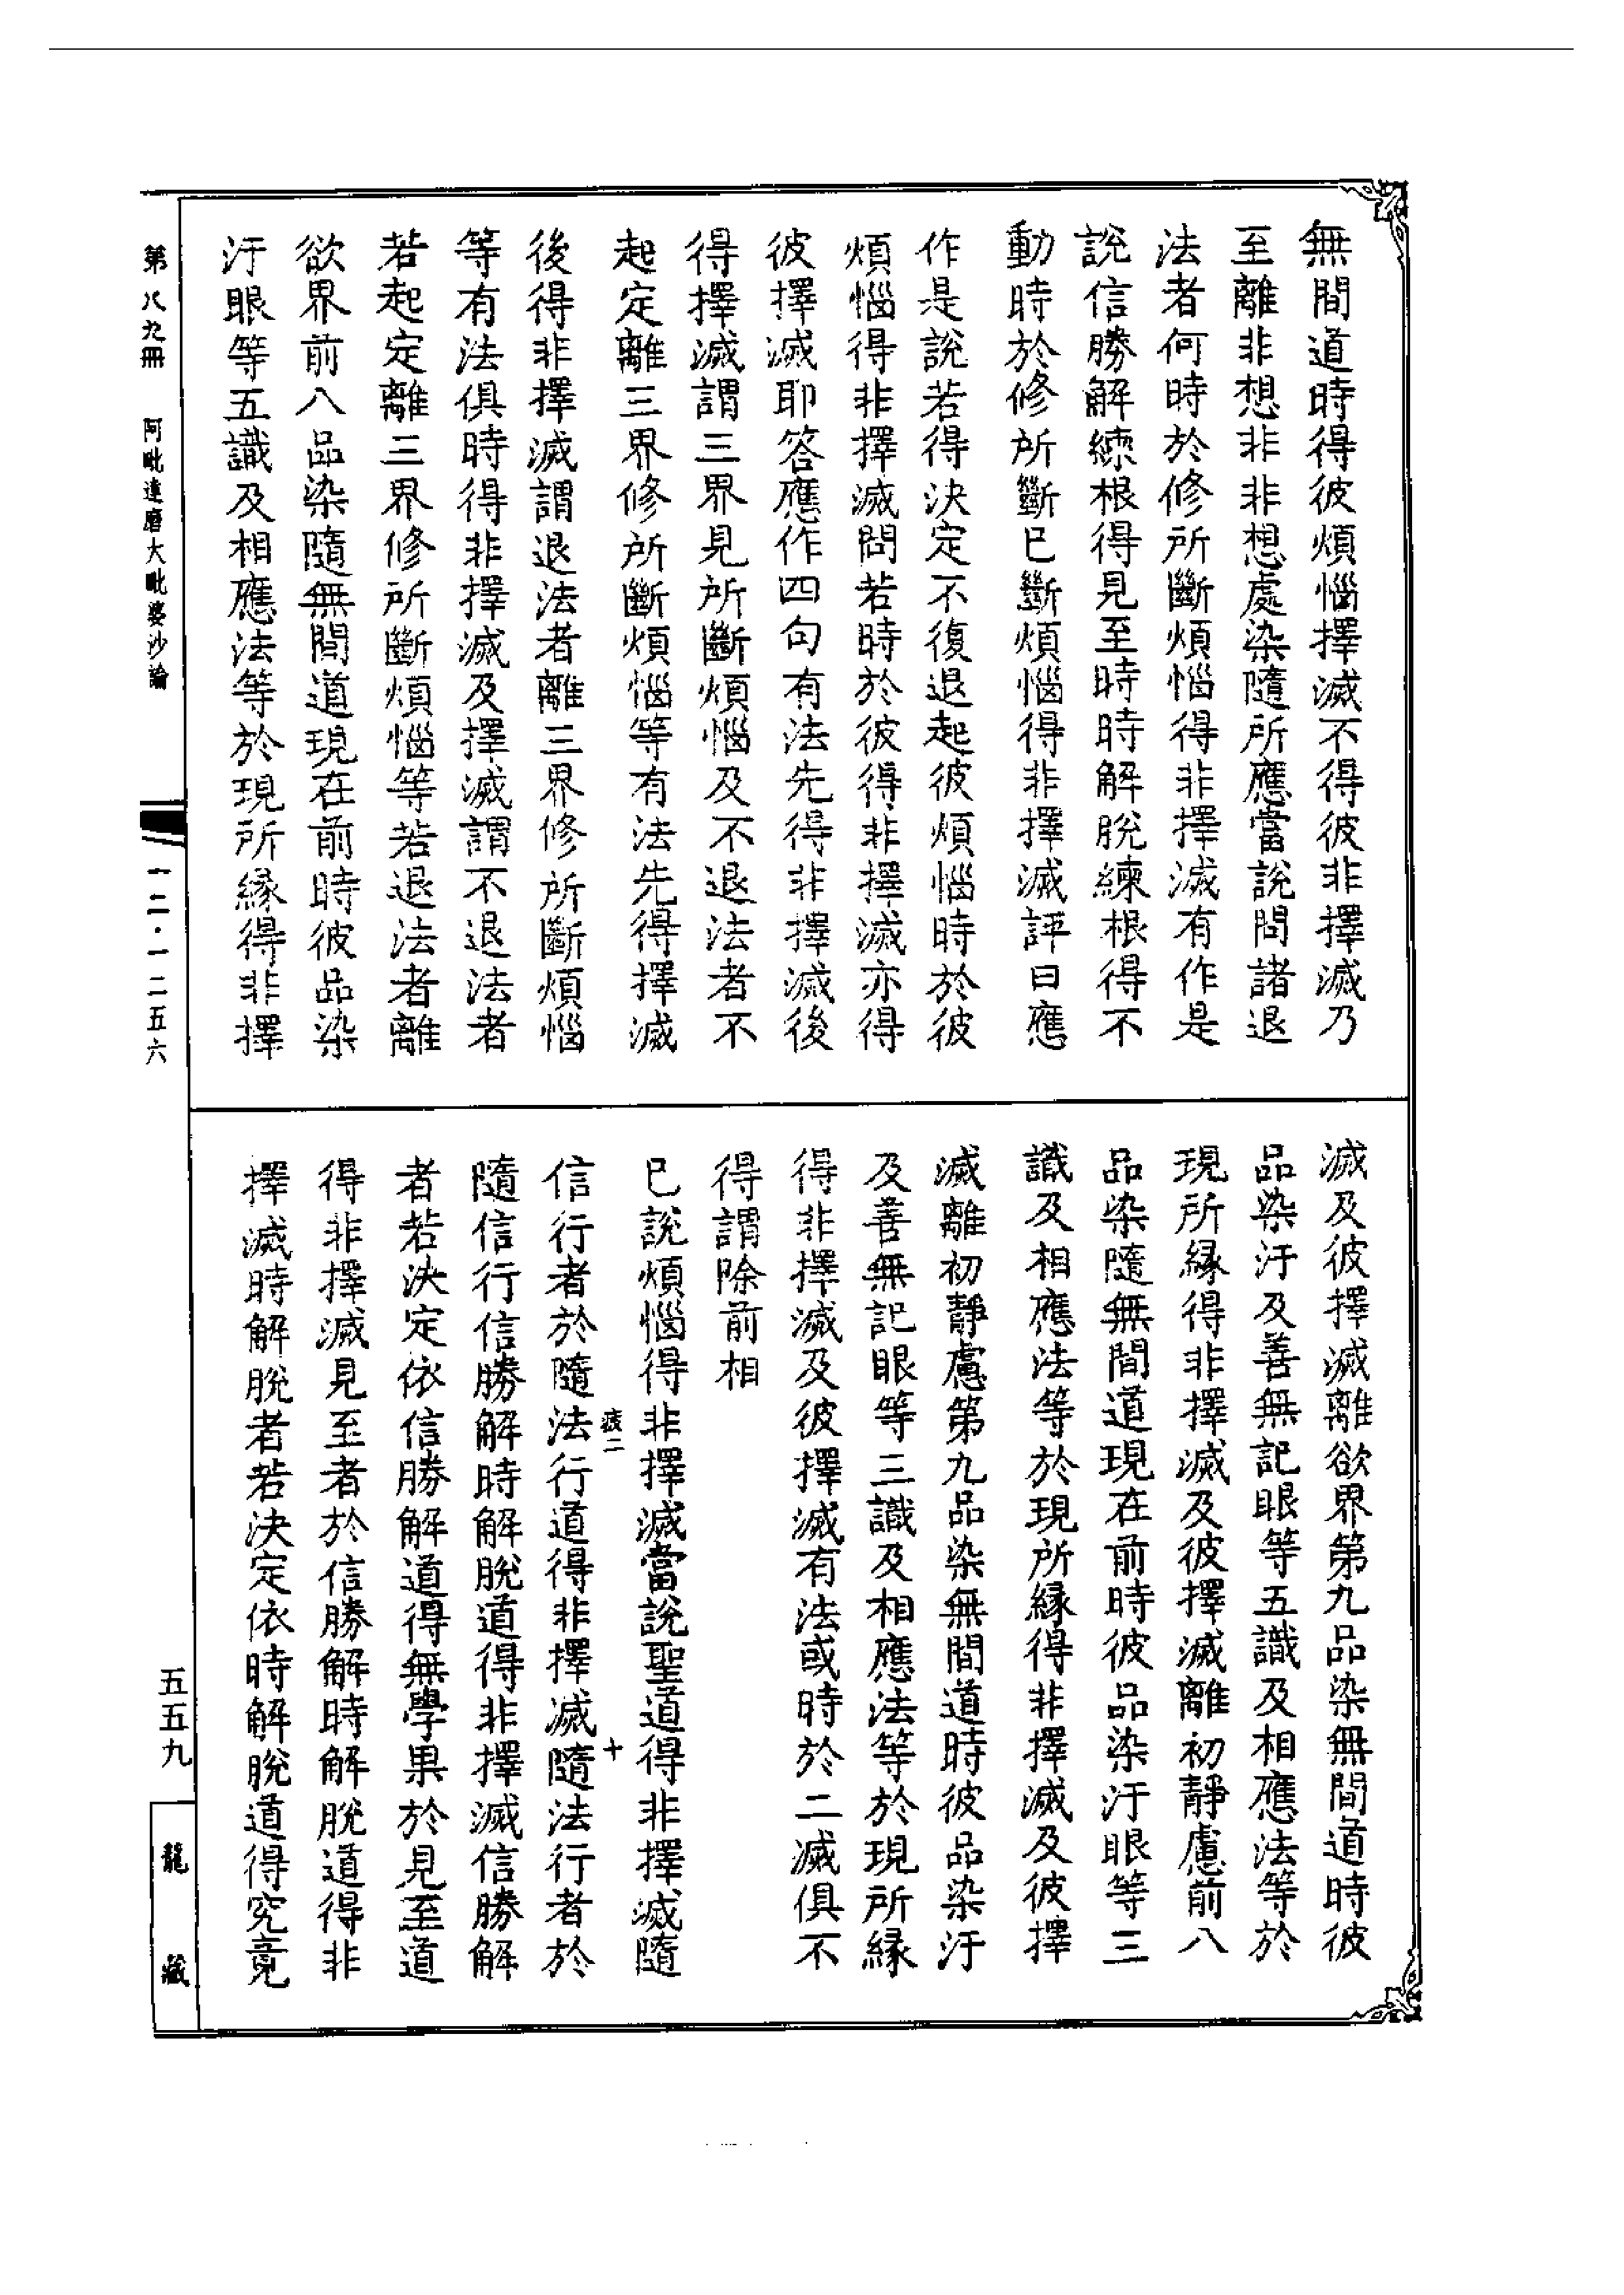 無間道時得彼煩惱擇滅不得彼非擇滅乃
至離非想非非想處染隨所應當說問諸退
法者何時於修所斷煩惱得非擇滅有作是
說信勝解練根得見至時時解脫練根得不
動時於修所斷已斷煩惱得非擇滅評曰應
作是說若得決定不復退起彼煩惱時於彼
煩惱得非擇滅問若時於彼得非擇滅亦得
彼擇滅耶答應作四句有法先得非擇滅後
得擇滅謂三界見所斷煩惱及不退法者不
起定離三界修所斷煩惱等有法先得擇滅
後得非擇滅謂退法者離三界修所斷煩惱
等有法俱時得非擇滅及擇滅謂不退法者
若起定離三界修所斷煩惱等若退法者離
欲界前八品染隨無間道現在前時彼品染
汙眼等五識及相應法等於現所緣得非擇
滅及彼擇滅離欲界第九品染無間道時彼
品染汙及善無記眼等五識及相應法等於
現所緣得非擇滅及彼擇滅離初靜慮前八
品染隨無間道現在前時彼品染汙眼等三
識及相應法等於現所緣得非擇滅及彼擇
滅離初靜慮第九品染無間道時彼品染汙
及善無記眼等三識及相應法等於現所緣
得非擇滅及彼擇滅有法或時於二滅俱不
得謂除前相
已說煩惱得非擇滅當說聖道得非擇滅隨
信行者於隨法行道得非擇滅隨法行者於
隨信行信勝解時解脫道得非擇滅信勝解
者若決定依信勝解道得無學果於見至道
得非擇滅見至者於信勝解時解脫道得非
擇滅時解脫者若決定依時解脫道得究竟
第八九冊
阿毗達磨大毗婆沙論
一二·一二五六
五五九
龍藏
十